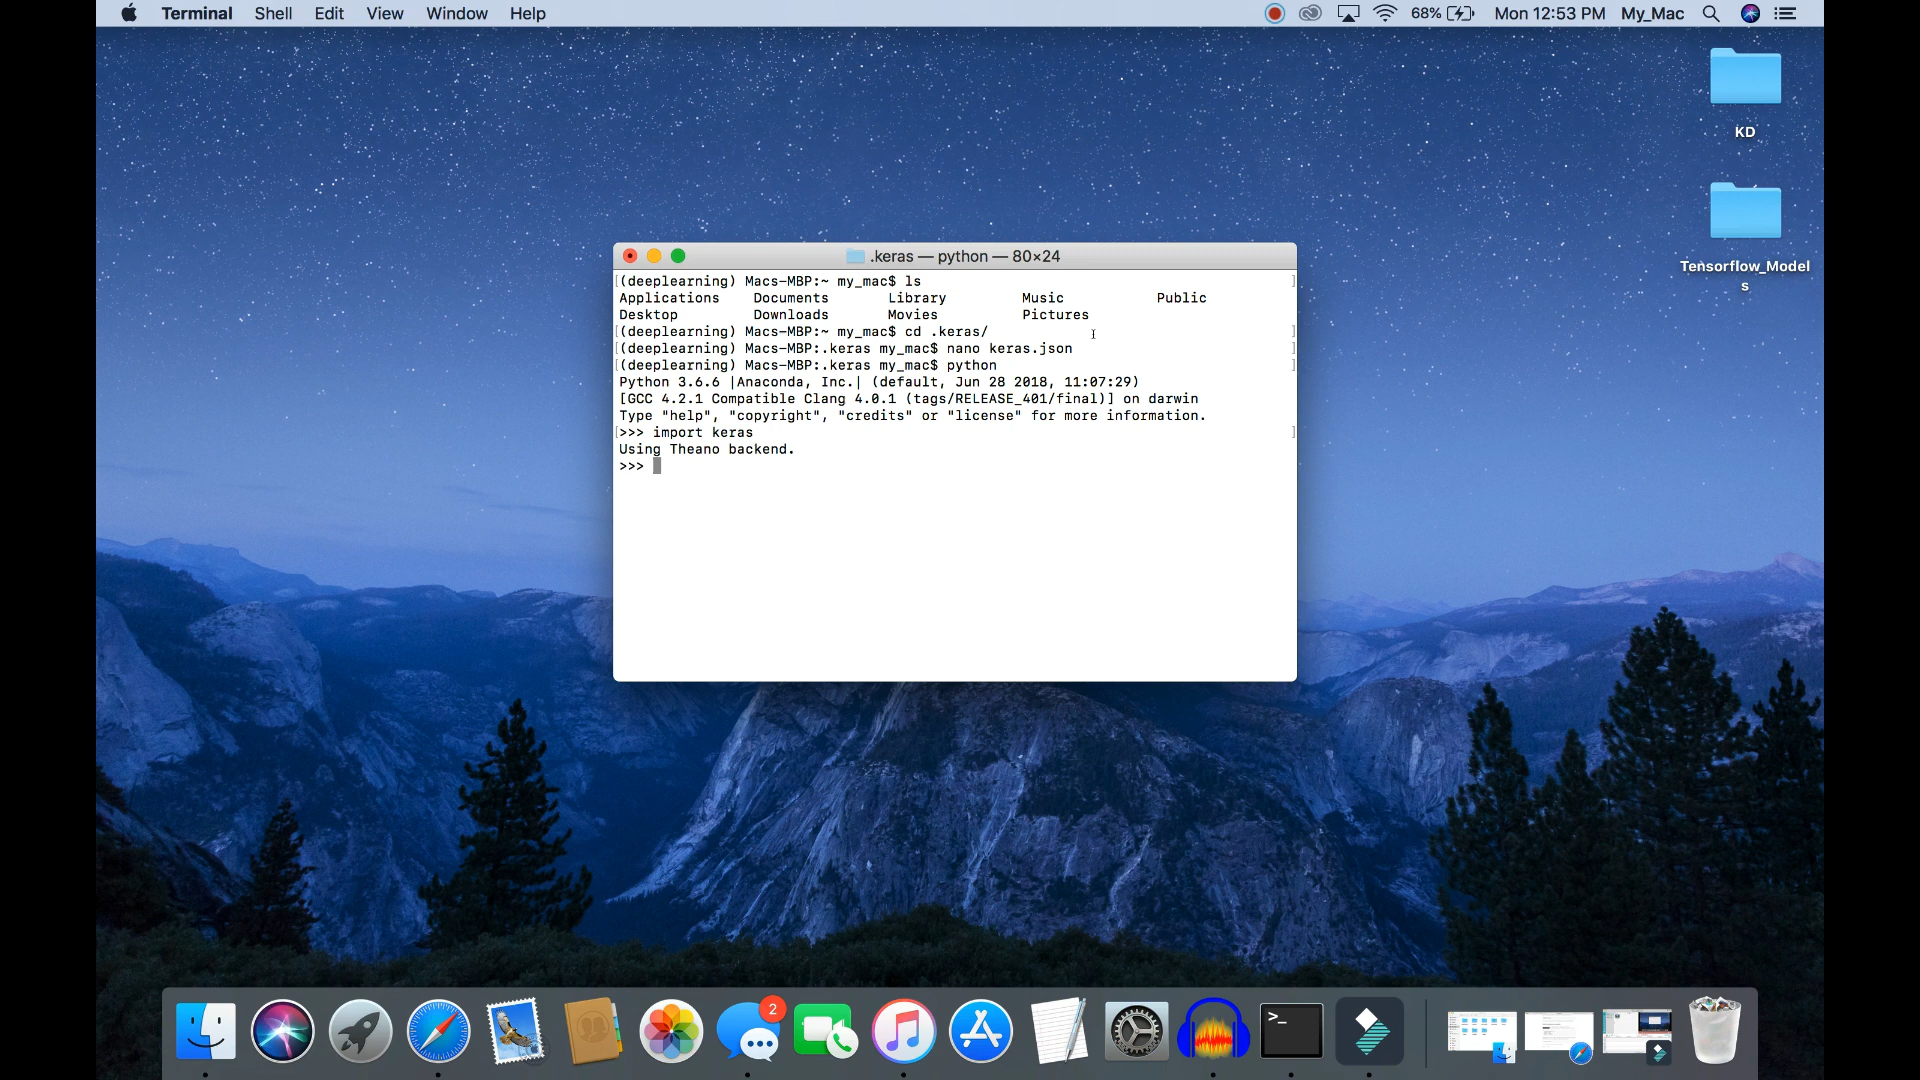 Terminal Shell Edit View Window Help 68% Mon 12:53 PM My_Mac
KD
Tensorflow_Model
s
.keras — python — 80×24
[(deeplearning) Macs-MBP:~ my_mac$ ls ]
Applications Documents Library Music Public
Desktop Downloads Movies Pictures
[(deeplearning) Macs-MBP:~ my_mac$ cd .keras/ ]
[(deeplearning) Macs-MBP:.keras my_mac$ nano keras.json ]
[(deeplearning) Macs-MBP:.keras my_mac$ python ]
Python 3.6.6 |Anaconda, Inc.| (default, Jun 28 2018, 11:07:29)
[GCC 4.2.1 Compatible Clang 4.0.1 (tags/RELEASE_401/final)] on darwin
Type "help", "copyright", "credits" or "license" for more information.
[>>> import keras ]
Using Theano backend.
>>>
2
>_